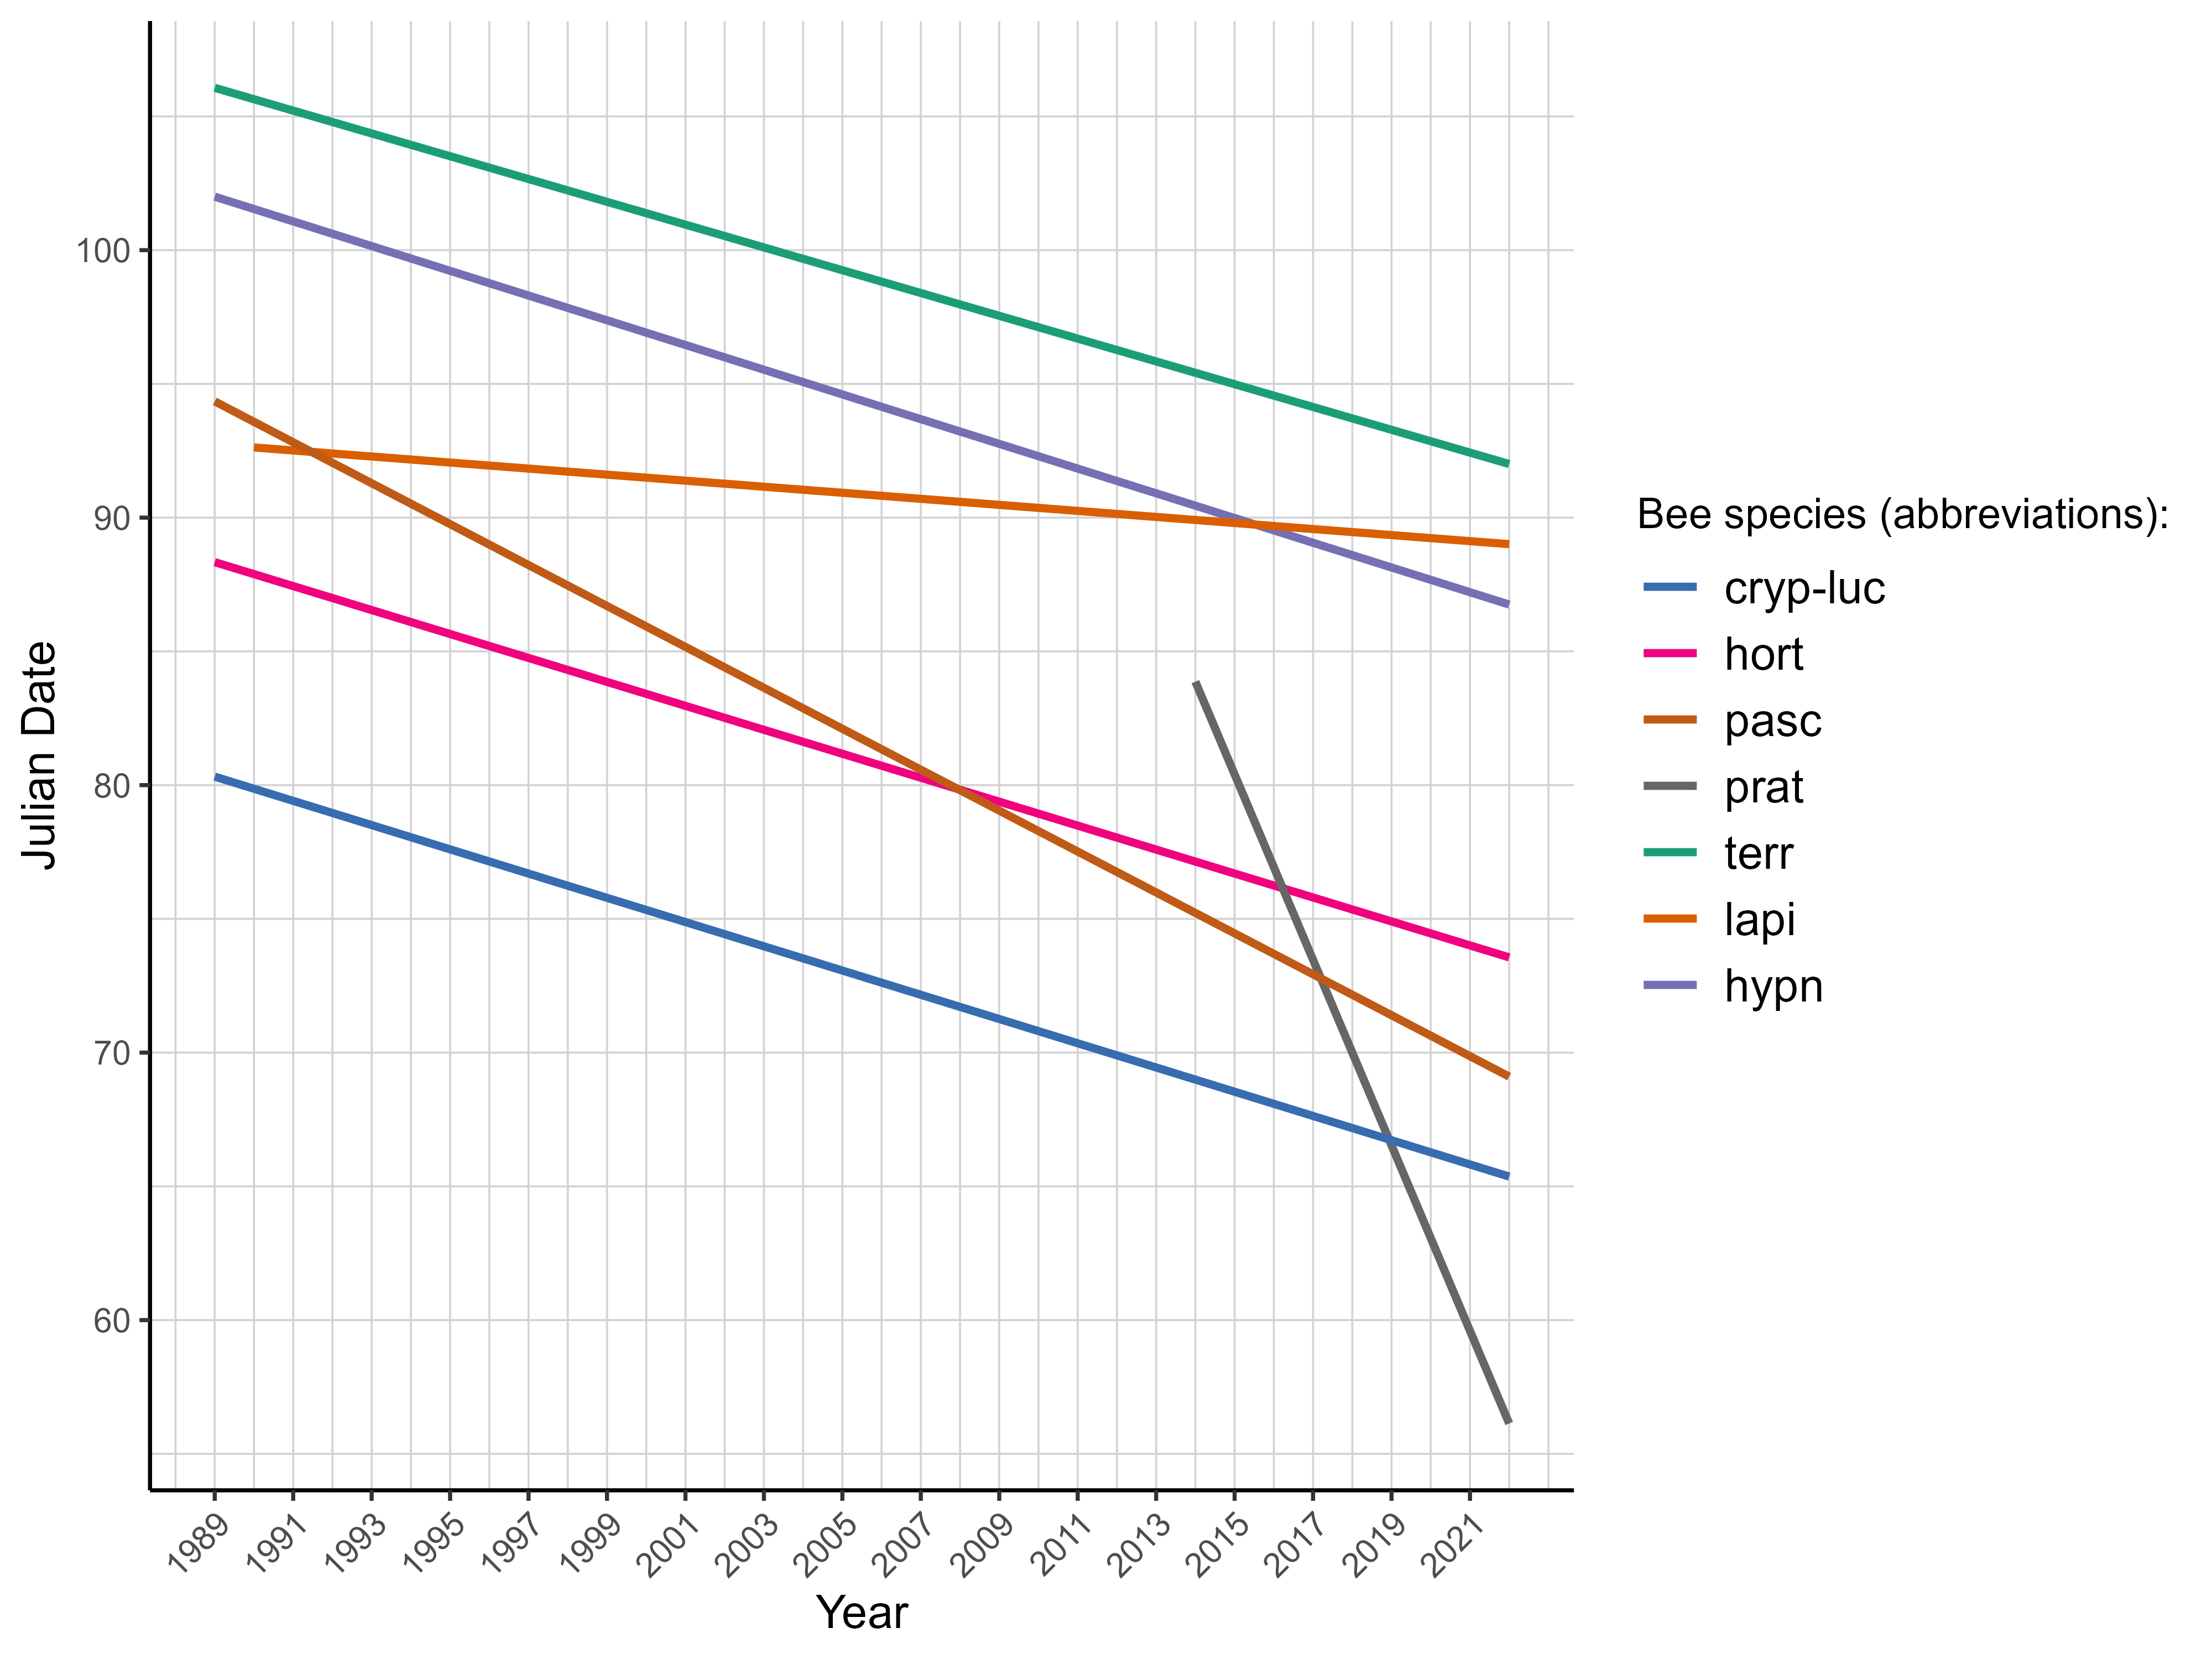 100
90
80
70
60
Julian Date
1989
1991
1993
1995
1997
1999
2001
2003
2005
2007
2009
2011
2013
2015
2017
2019
2021
Year
Bee species (abbreviations):
cryp-luc
hort
pasc
prat
terr
lapi
hypn